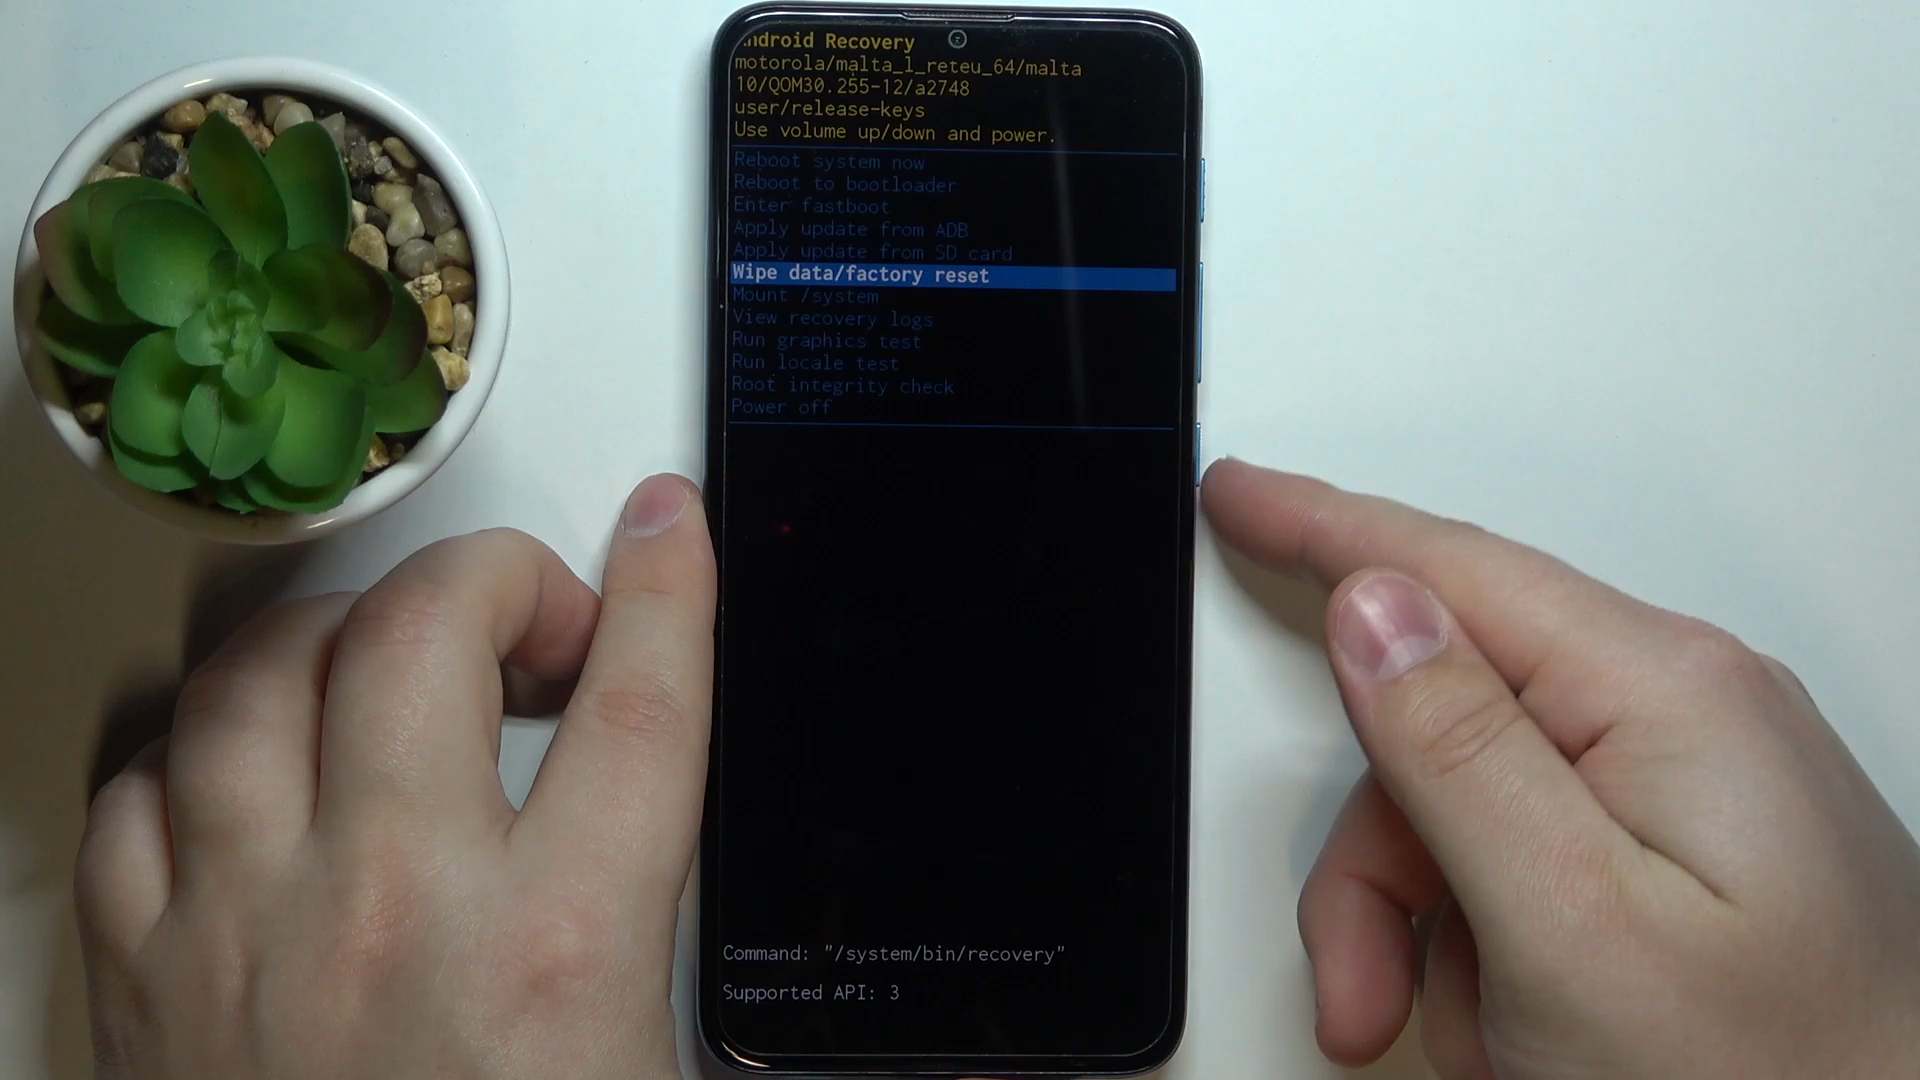 ndroid Recovery
motorola/malta_l_reteu_64/malta
10/QOM30.255-12/a2748
user/release-keys
Use volume up/down and power.
Reboot system now
Reboot to bootloader
Enter fastboot
Apply update from ADB
Apply update from SD card
Wipe data/factory reset
Mount /system
View recovery logs
Run graphics test
Run locale test
Root integrity check
Power off
Command: "/system/bin/recovery"
Supported API: 3